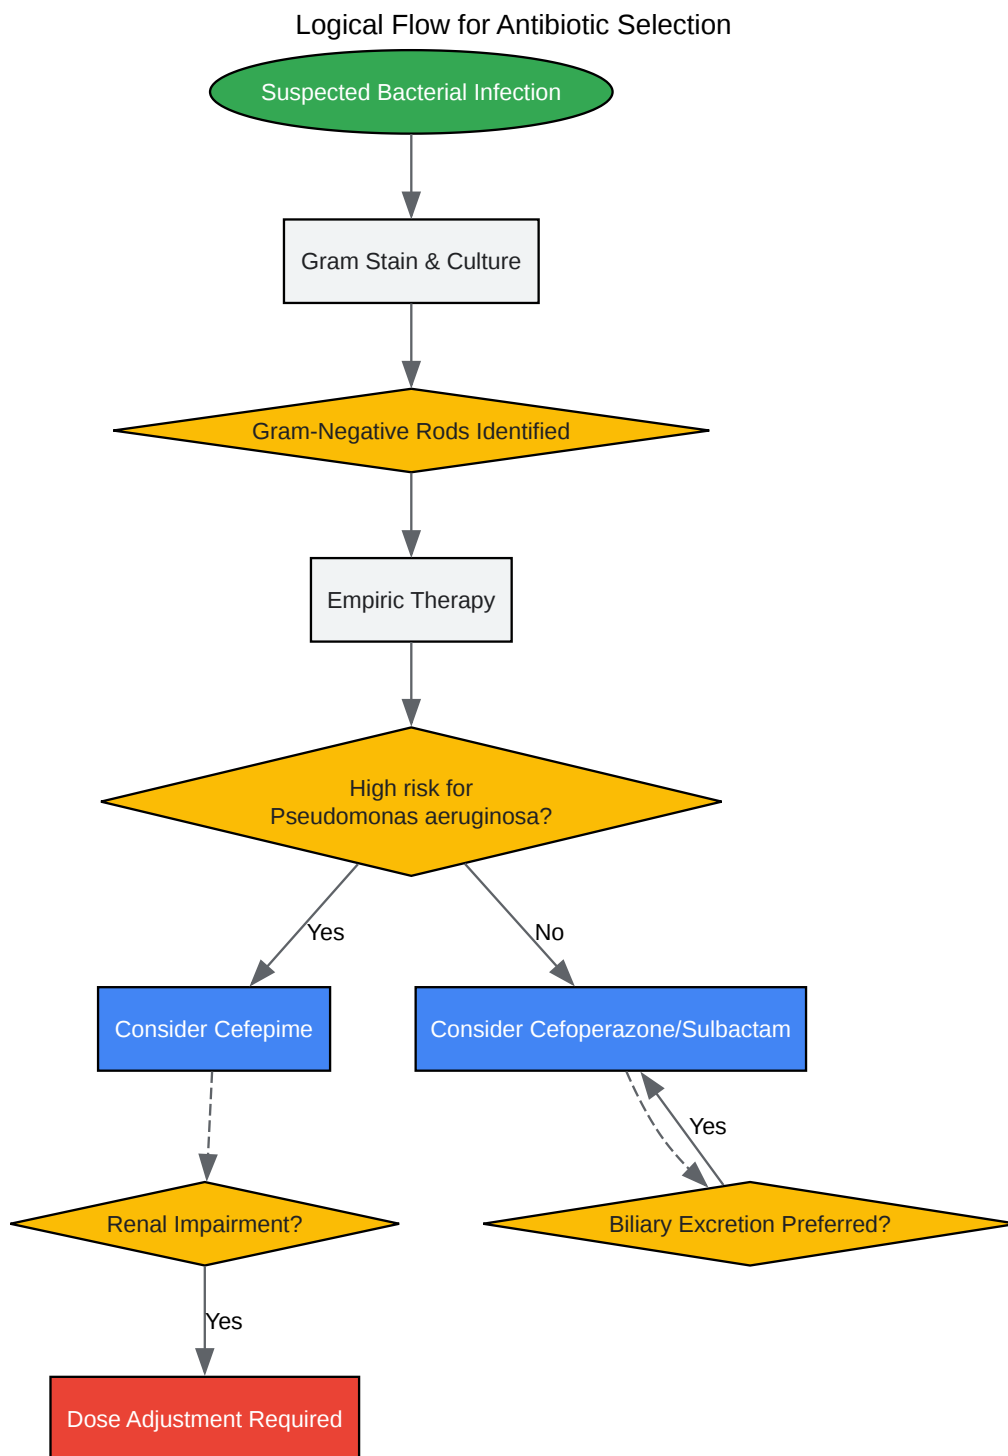 Logical Flow for Antibiotic Selection
Suspected Bacterial Infection
Gram Stain & Culture
Gram-Negative Rods Identified
Empiric Therapy
High risk for
Pseudomonas aeruginosa?
Yes
No
Consider Cefepime
Consider Cefoperazone/Sulbactam
Yes
Renal Impairment?
Biliary Excretion Preferred?
Yes
Dose Adjustment Required